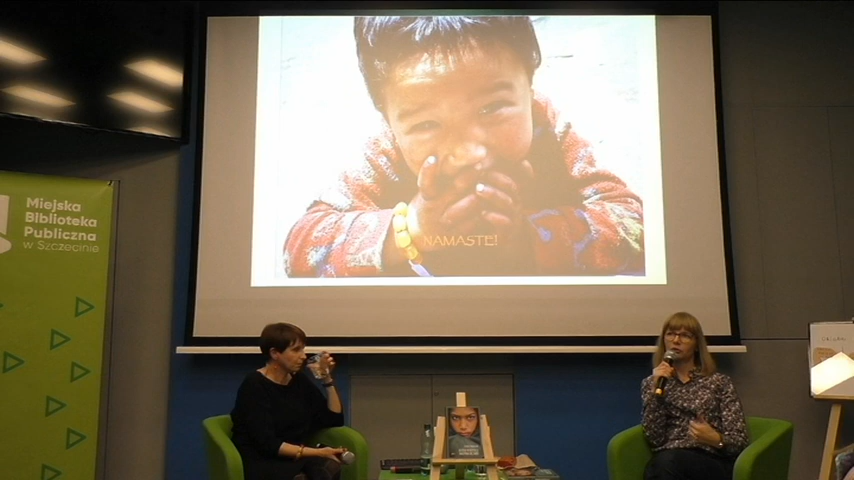 Miejska
Biblioteka
Publiczna
w Szczecinie
NAMASTE!